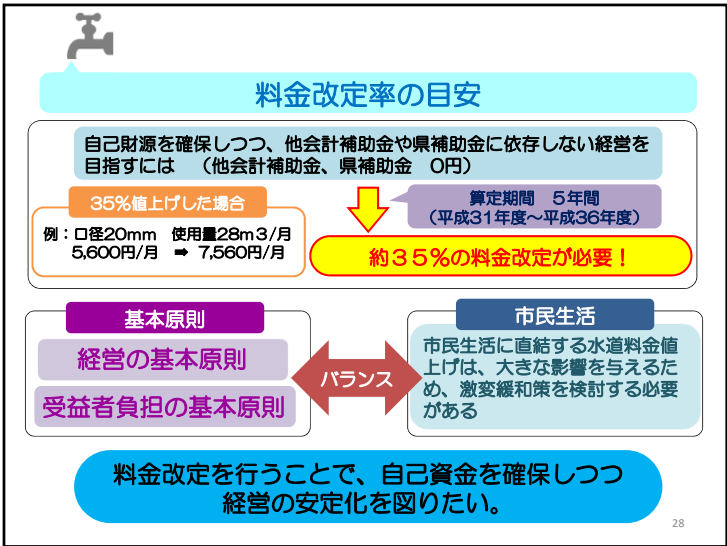 料金改定率の目安
自己財源を確保しつつ、他会計補助金や県補助金に依存しない経営を
目指すには　（他会計補助金、県補助金　0円）
35%値上げした場合
例：口径20mm　使用量28m３/月
5,600円/月　➡　7,560円/月
算定期間　５年間
（平成31年度～平成36年度）
約３５％の料金改定が必要！
基本原則
経営の基本原則
受益者負担の基本原則
バランス
市民生活
市民生活に直結する水道料金値
上げは、大きな影響を与えるた
め、激変緩和策を検討する必要
がある
料金改定を行うことで、自己資金を確保しつつ
経営の安定化を図りたい。
28